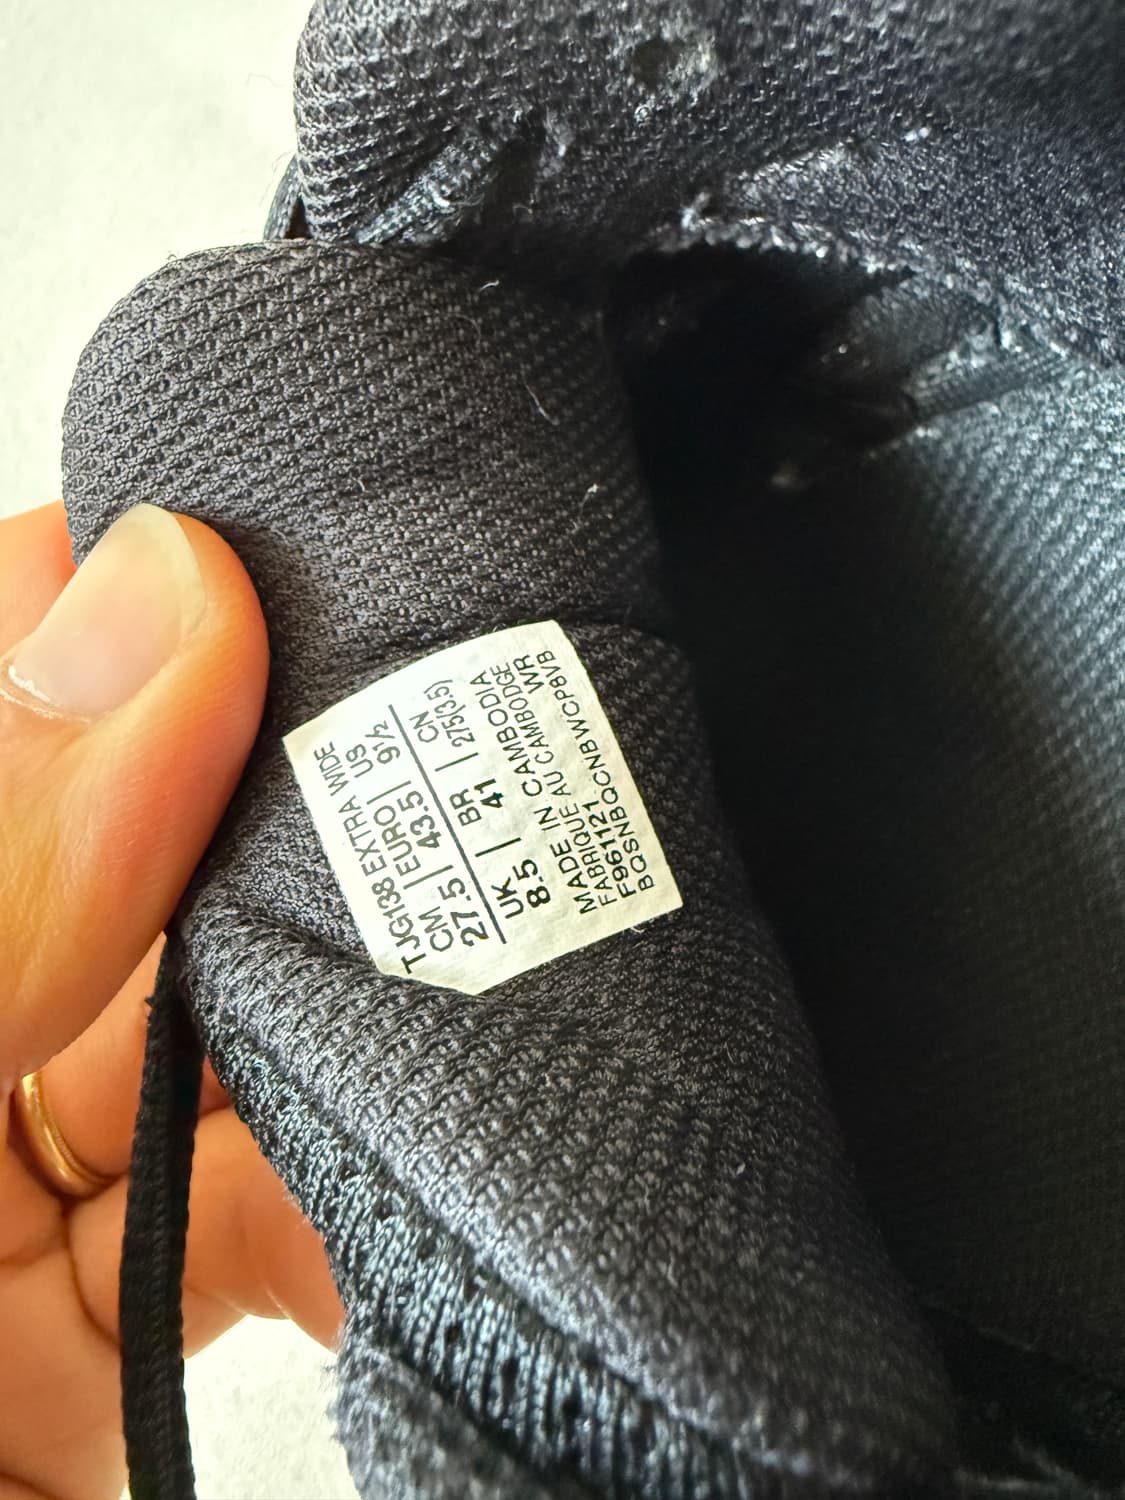 TJG138 EXTRA WIDE
CM | EURO | US
27.5 | 43.5 | 9½
UK | BR | CN
8.5 | 41 | 275(3.5)
MADE IN CAMBODIA
FABRIQUE AU CAMBODGE
F961121 WR
BQSNBQCNBWCP8VB